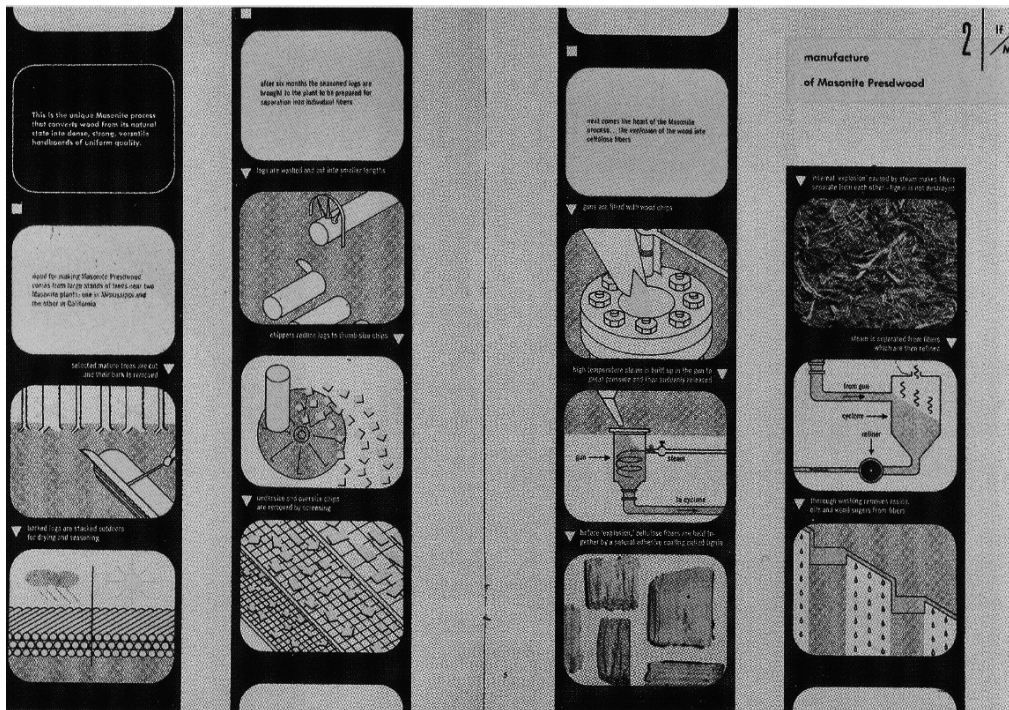 This is the unique Masonite process
that converts wood from its natural
state into dense, strong, versatile
hardboards of uniform quality.
wood for making Masonite Presdwood
comes from large stands of trees near two
Masonite plants, one in Mississippi and
the other in California
selected mature trees are cut
and their bark is removed
barked logs are stacked outdoors
for drying and seasoning
after six months the seasoned logs are
brought to the plant to be prepared for
separation into individual fibers
logs are washed and cut into smaller lengths
chippers reduce logs to thumb-size chips
undersize and oversize chips
are removed by screening
next comes the heart of the Masonite
process... the explosion of the wood into
cellulose fibers
guns are filled with wood chips
high temperature steam is built up in the gun to
great pressure and then suddenly released
gun
steam
to cyclone
before "explosion," cellulose fibers are held to-
gether by a natural adhesive coating called lignin
5
2
IF
M
manufacture
of Masonite Presdwood
internal "explosion" caused by steam makes fibers
separate from each other—lignin is not destroyed
steam is separated from fibers
which are then refined
from gun
cyclone
refiner
thorough washing removes resins,
oils and wood sugars from fibers